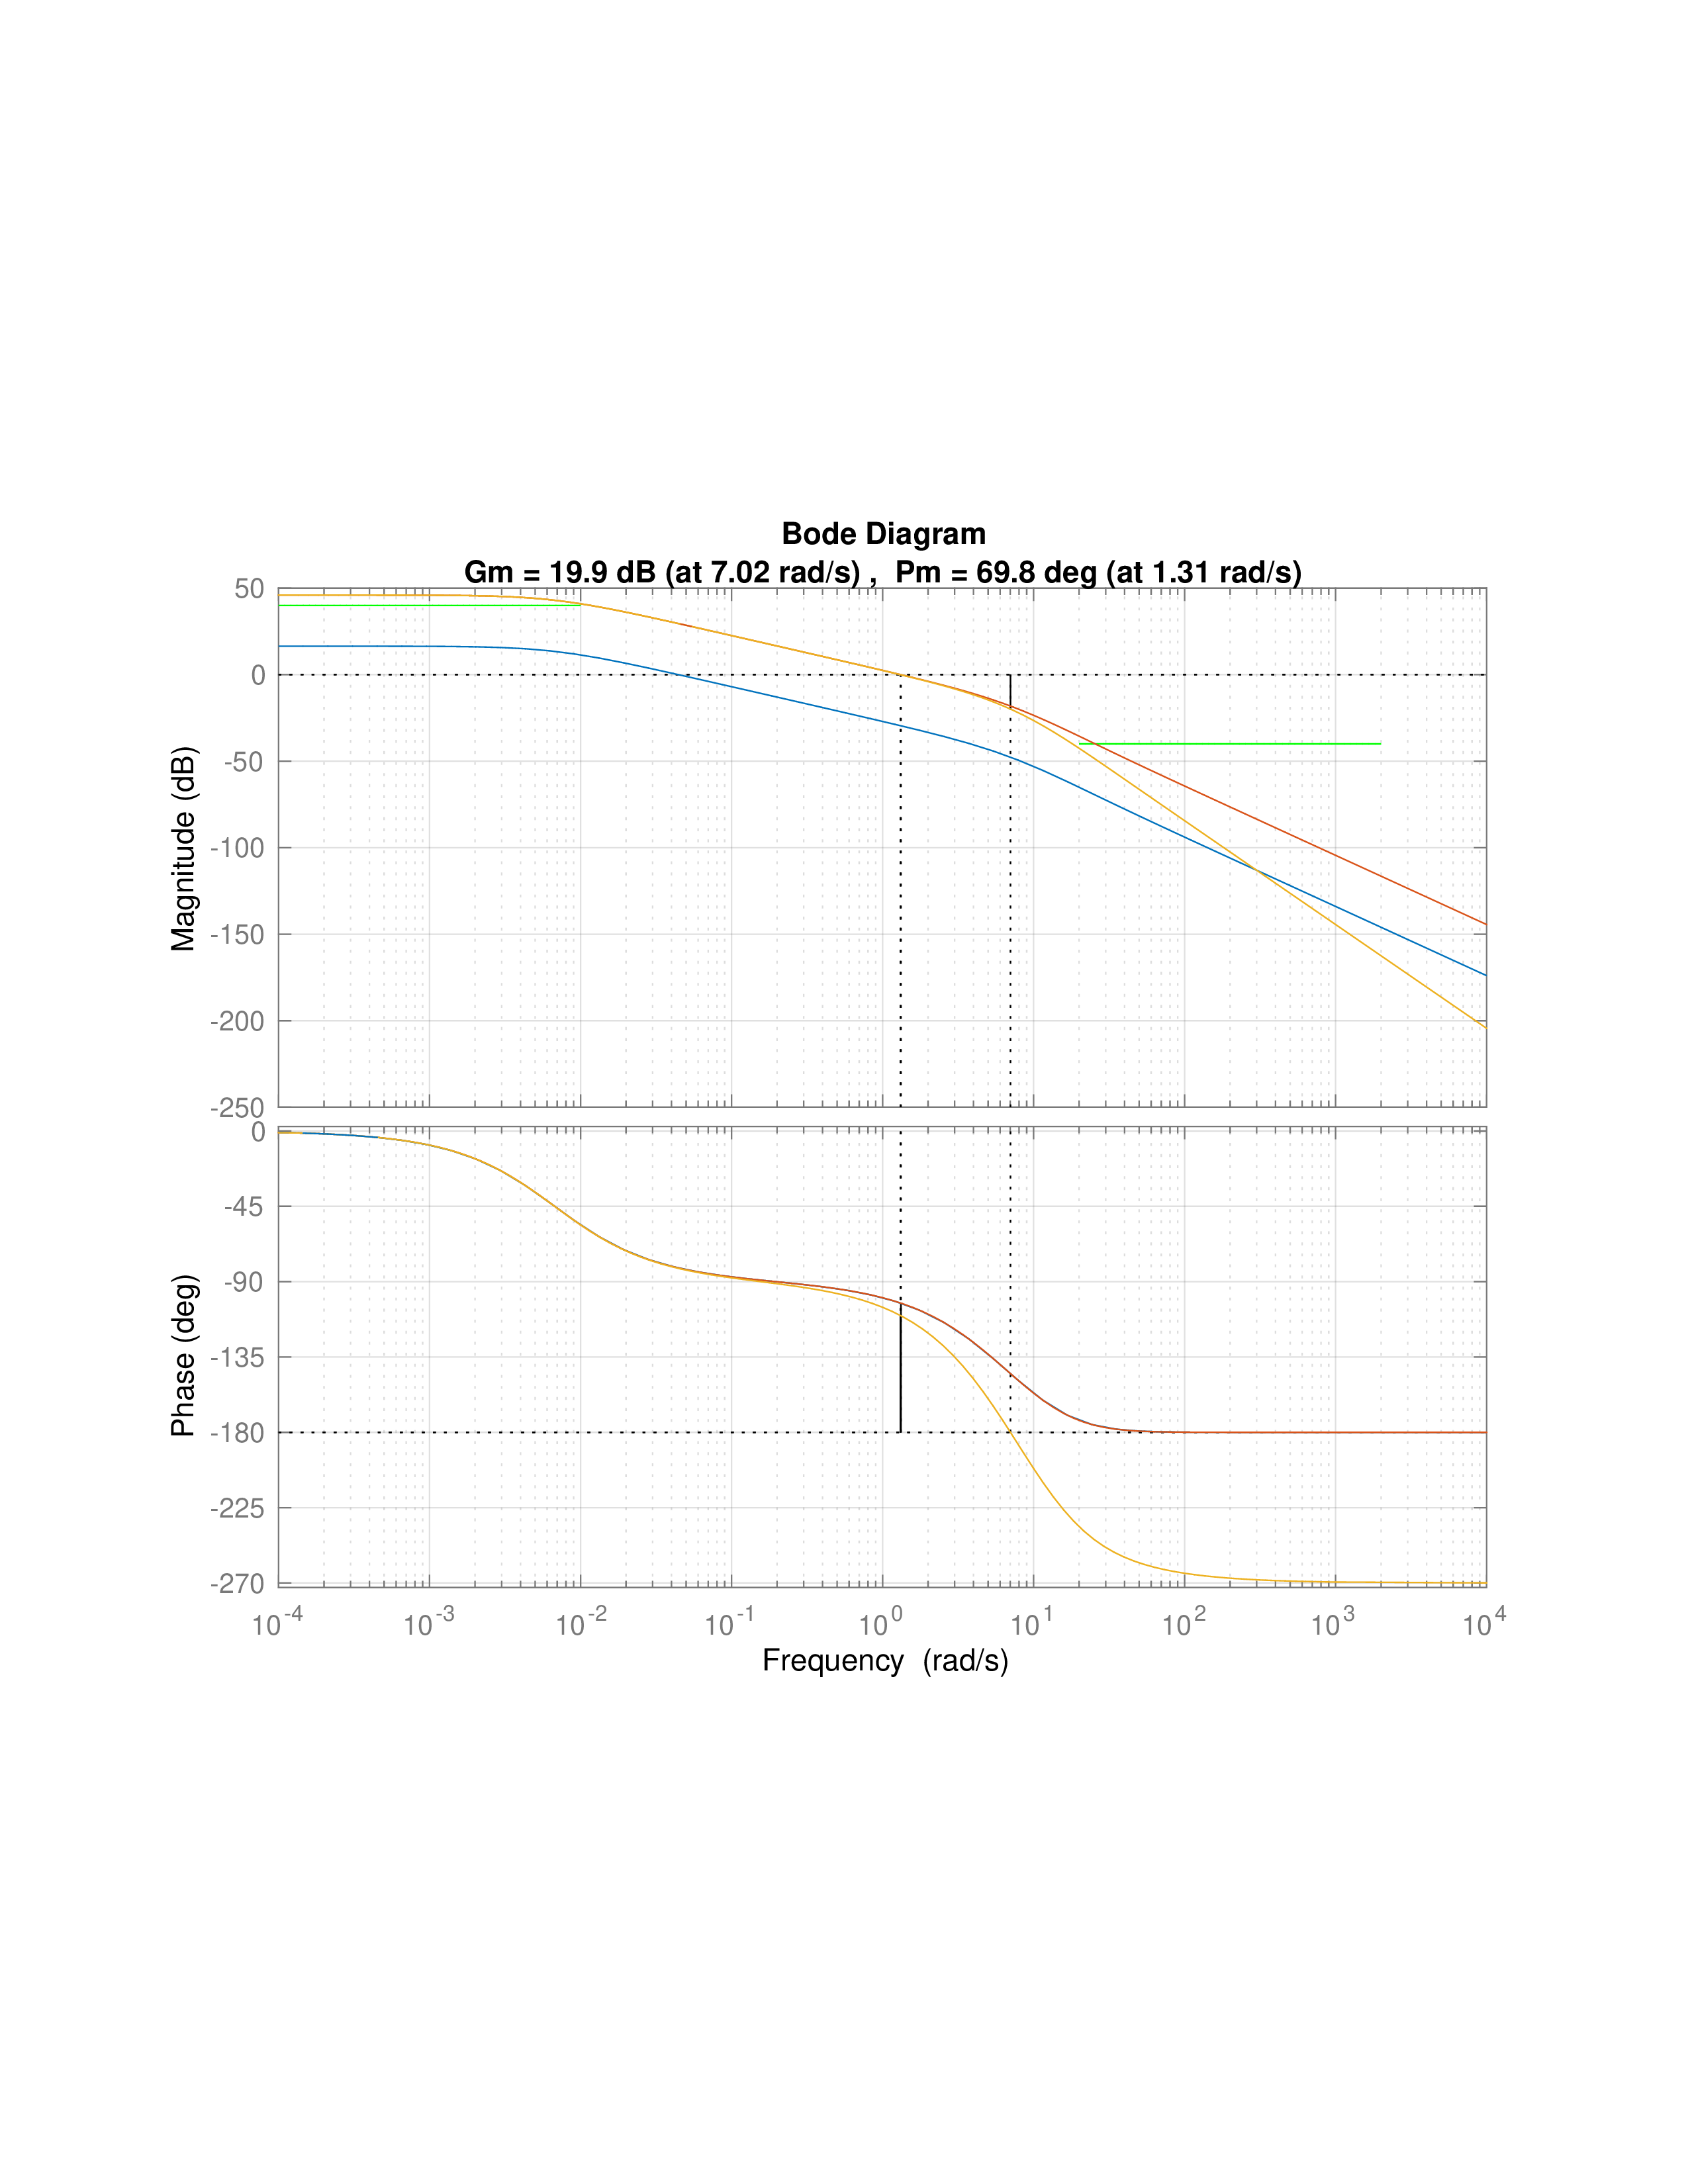 Bode Diagram
Gm = 19.9 dB (at 7.02 rad/s) ,  Pm = 69.8 deg (at 1.31 rad/s)
Magnitude (dB)
50
0
-50
-100
-150
-200
-250
Phase (deg)
0
-45
-90
-135
-180
-225
-270
10^-4 10^-3 10^-2 10^-1 10^0 10^1 10^2 10^3 10^4
Frequency  (rad/s)